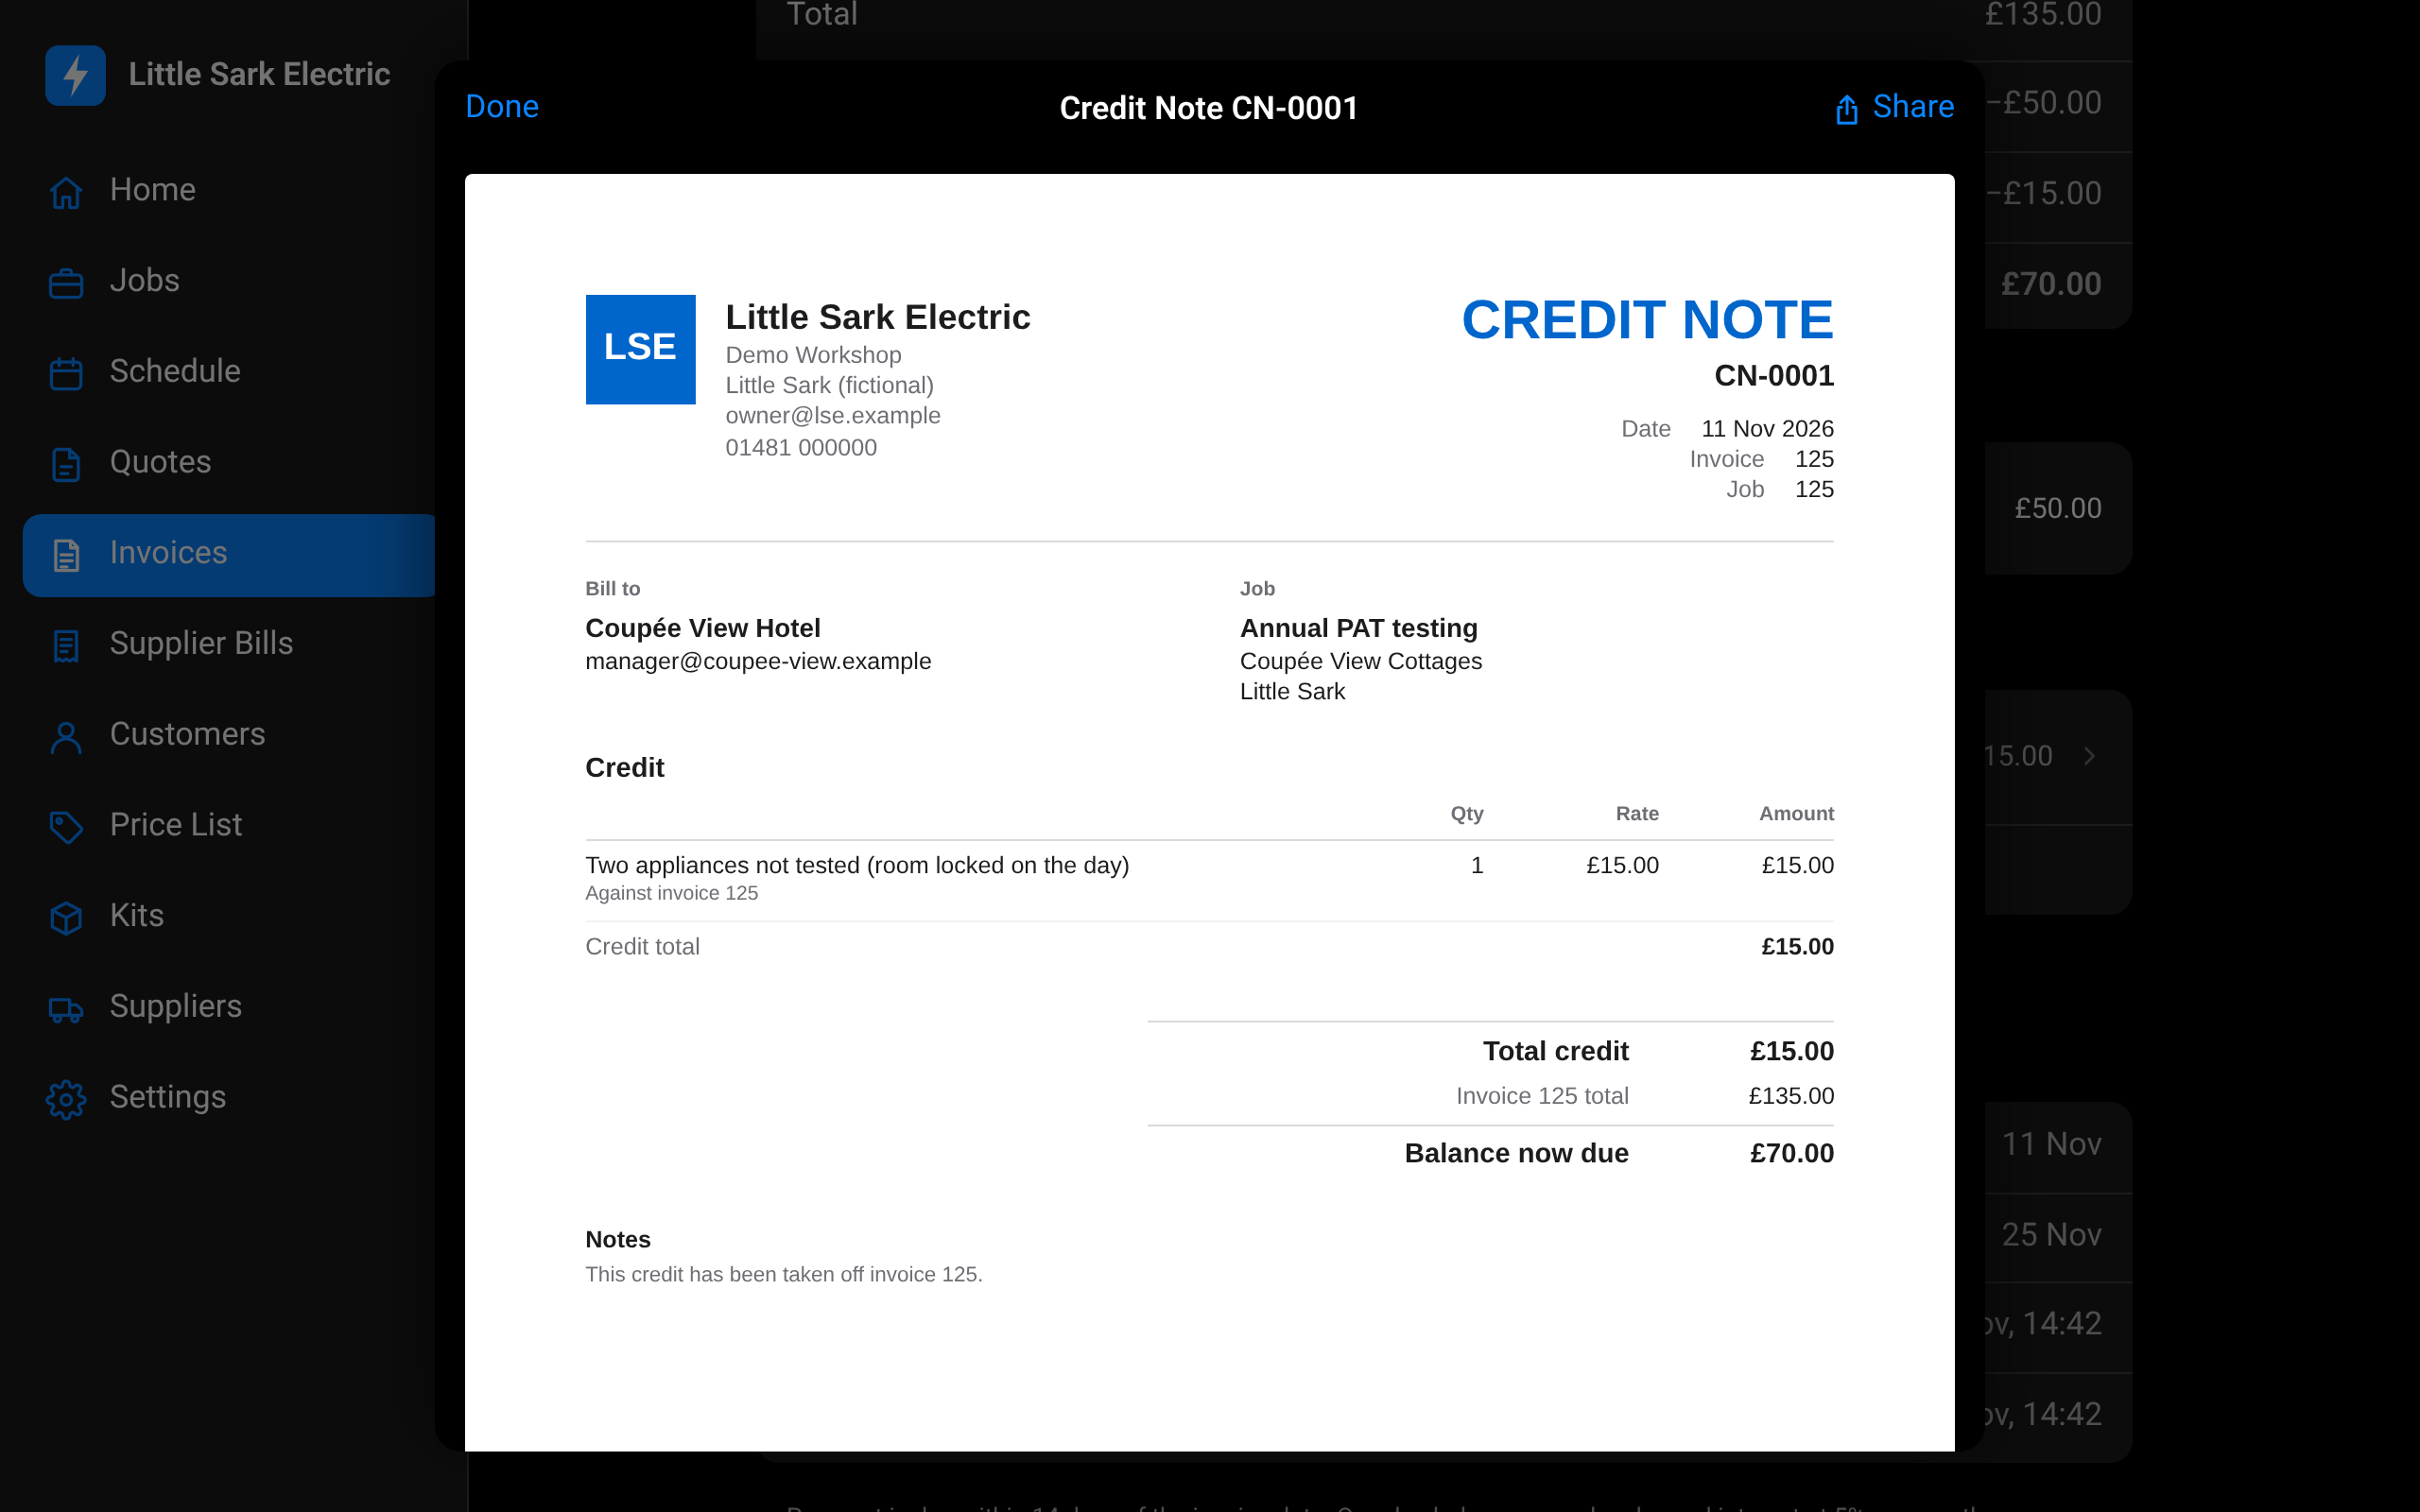 Little Sark Electric
Home
Jobs
Schedule
Quotes
Invoices
Supplier Bills
Customers
Price List
Kits
Suppliers
Settings
Total £135.00
−£50.00
−£15.00
£70.00
£50.00
15.00
11 Nov
25 Nov
14:42
14:42
Done
Credit Note CN-0001
Share
LSE
Little Sark Electric
Demo Workshop
Little Sark (fictional)
owner@lse.example
01481 000000
CREDIT NOTE
CN-0001
Date 11 Nov 2026
Invoice 125
Job 125
Bill to
Coupée View Hotel
manager@coupee-view.example
Job
Annual PAT testing
Coupée View Cottages
Little Sark
Credit
Qty Rate Amount
Two appliances not tested (room locked on the day) 1 £15.00 £15.00
Against invoice 125
Credit total £15.00
Total credit £15.00
Invoice 125 total £135.00
Balance now due £70.00
Notes
This credit has been taken off invoice 125.